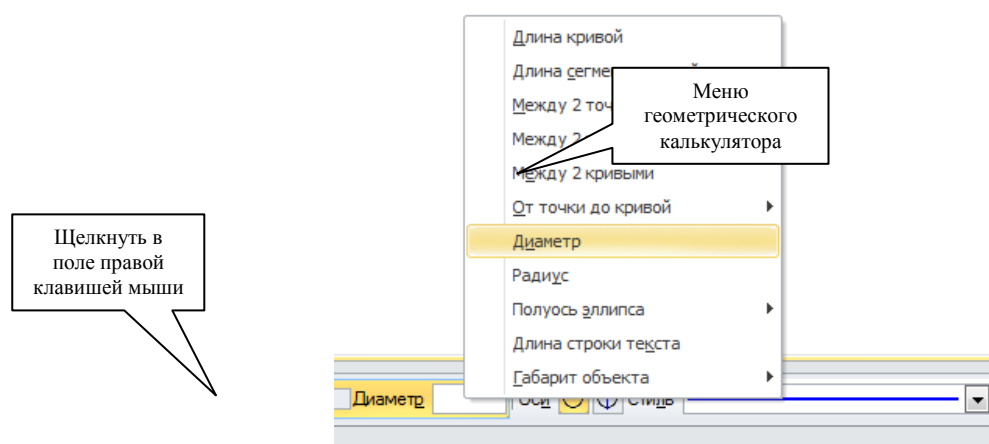 Длина кривой
Длина сегме
Между 2 точ
Между 2
Между 2 кривыми
От точки до кривой
Диаметр
Радиус
Полуось эллипса
Длина строки текста
Габарит объекта
Меню
геометрического
калькулятора
Щелкнуть в
поле правой
клавишей мыши
Диаметр Оси Стиль